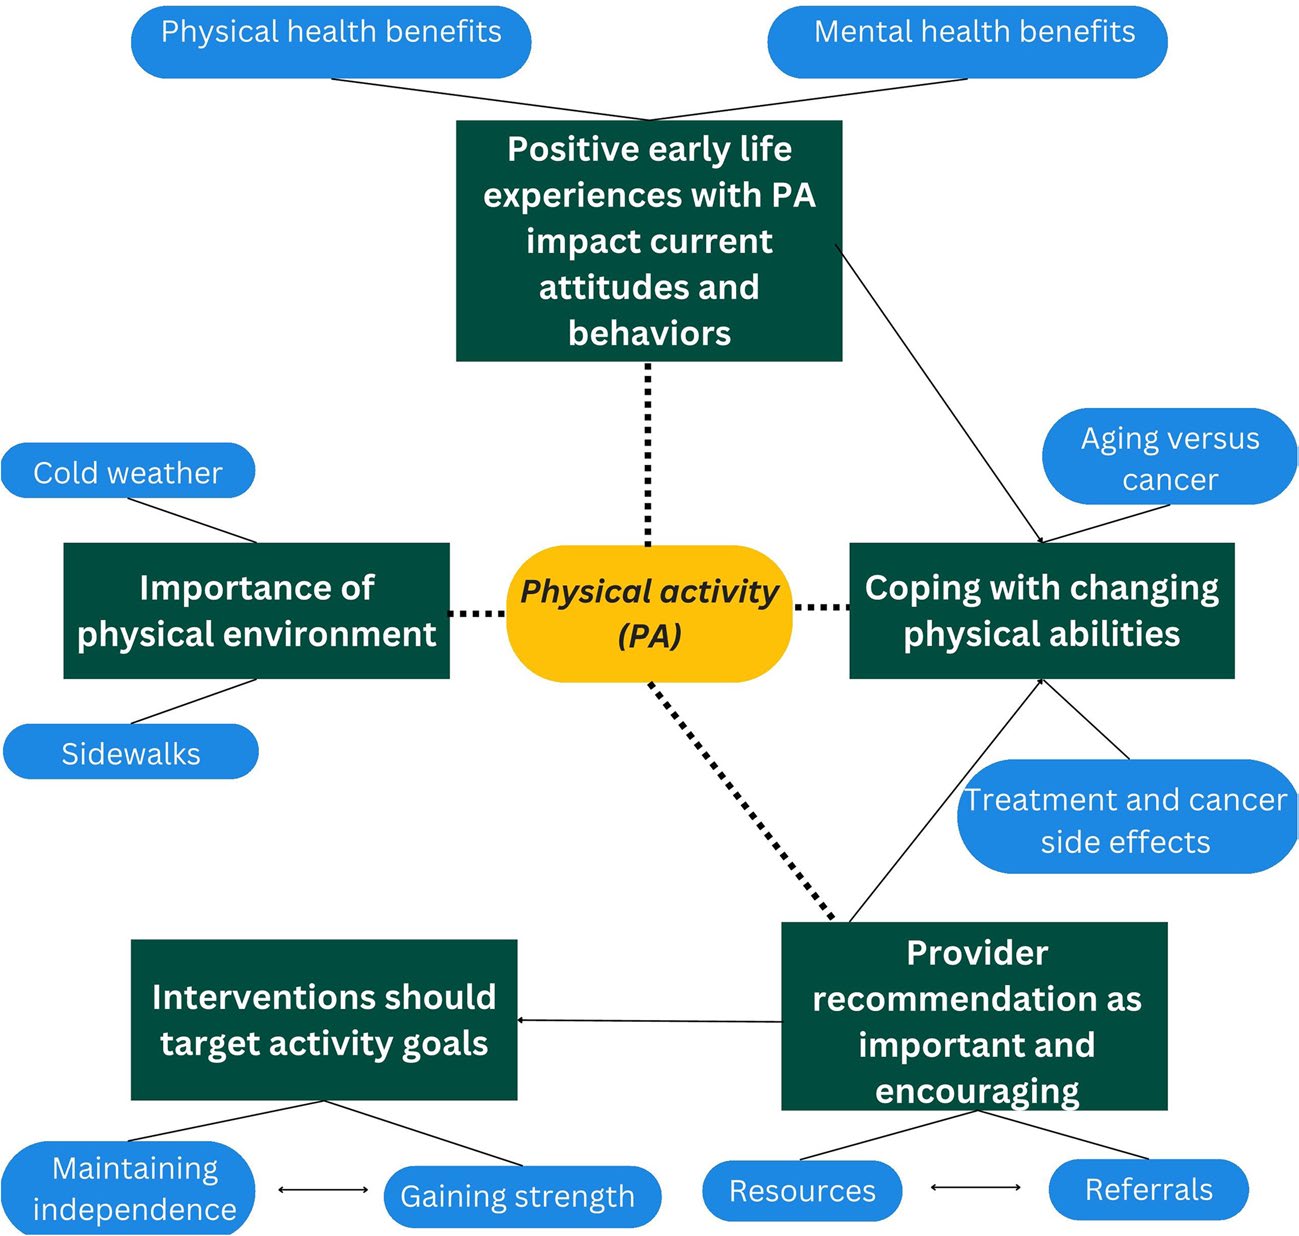 Physical health benefits
Mental health benefits
Positive early life
experiences with PA
impact current
attitudes and
behaviors
Aging versus
cancer
Cold weather
Importance of
physical environment
Physical activity
(PA)
Coping with changing
physical abilities
Sidewalks
Treatment and cancer
side effects
Interventions should
target activity goals
Provider
recommendation as
important and
encouraging
Maintaining
independence
Gaining strength
Resources
Referrals